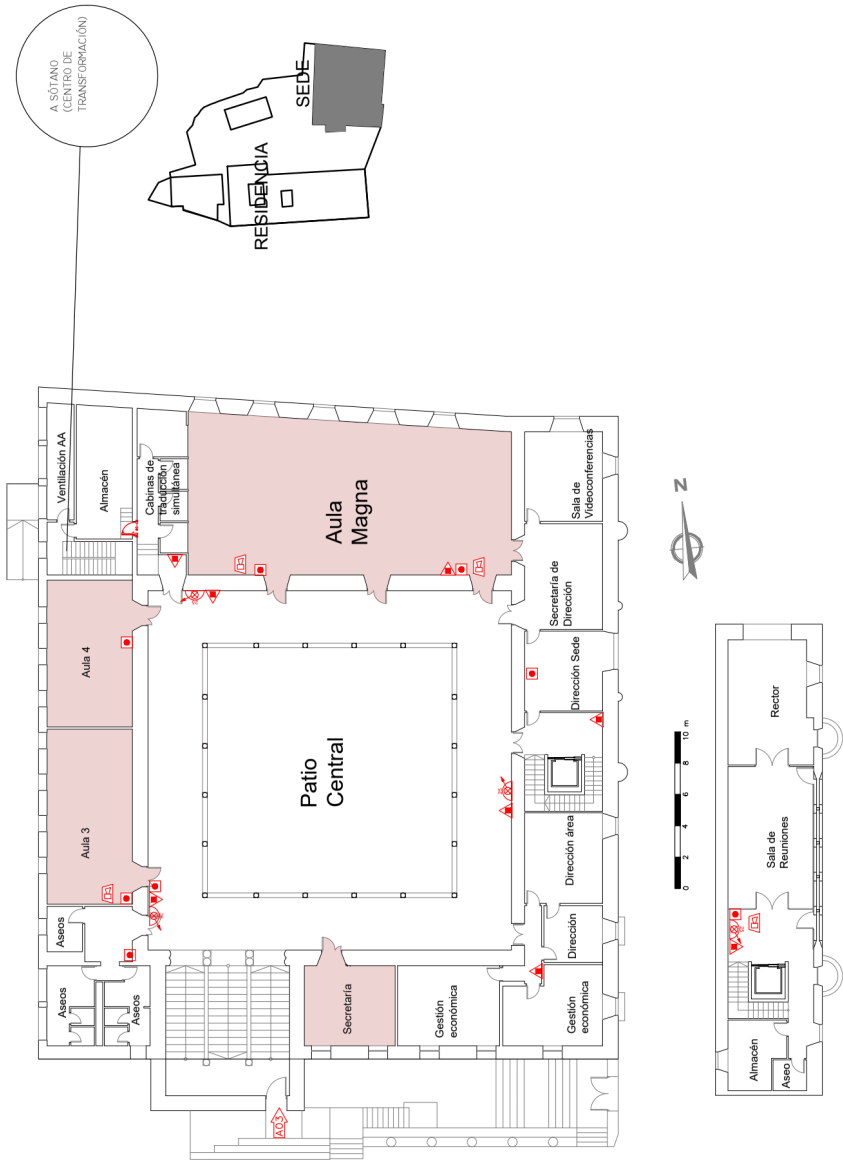 A SÓTANO
(CENTRO DE
TRANSFORMACIÓN)
SEDE
RESIDENCIA
Ventilación AA
Almacén
Cabinas de
traducción
simultánea
Aula
Magna
Sala de
Videoconferencias
Secretaría de
Dirección
Dirección Sede
Aula 4
Aula 3
Patio
Central
Dirección área
Dirección
Aseos
Aseos
Aseos
Secretaría
Gestión
económica
Gestión
económica
A03
N
0 2 4 6 8 10 m
Rector
Sala de
Reuniones
Almacén
Aseo